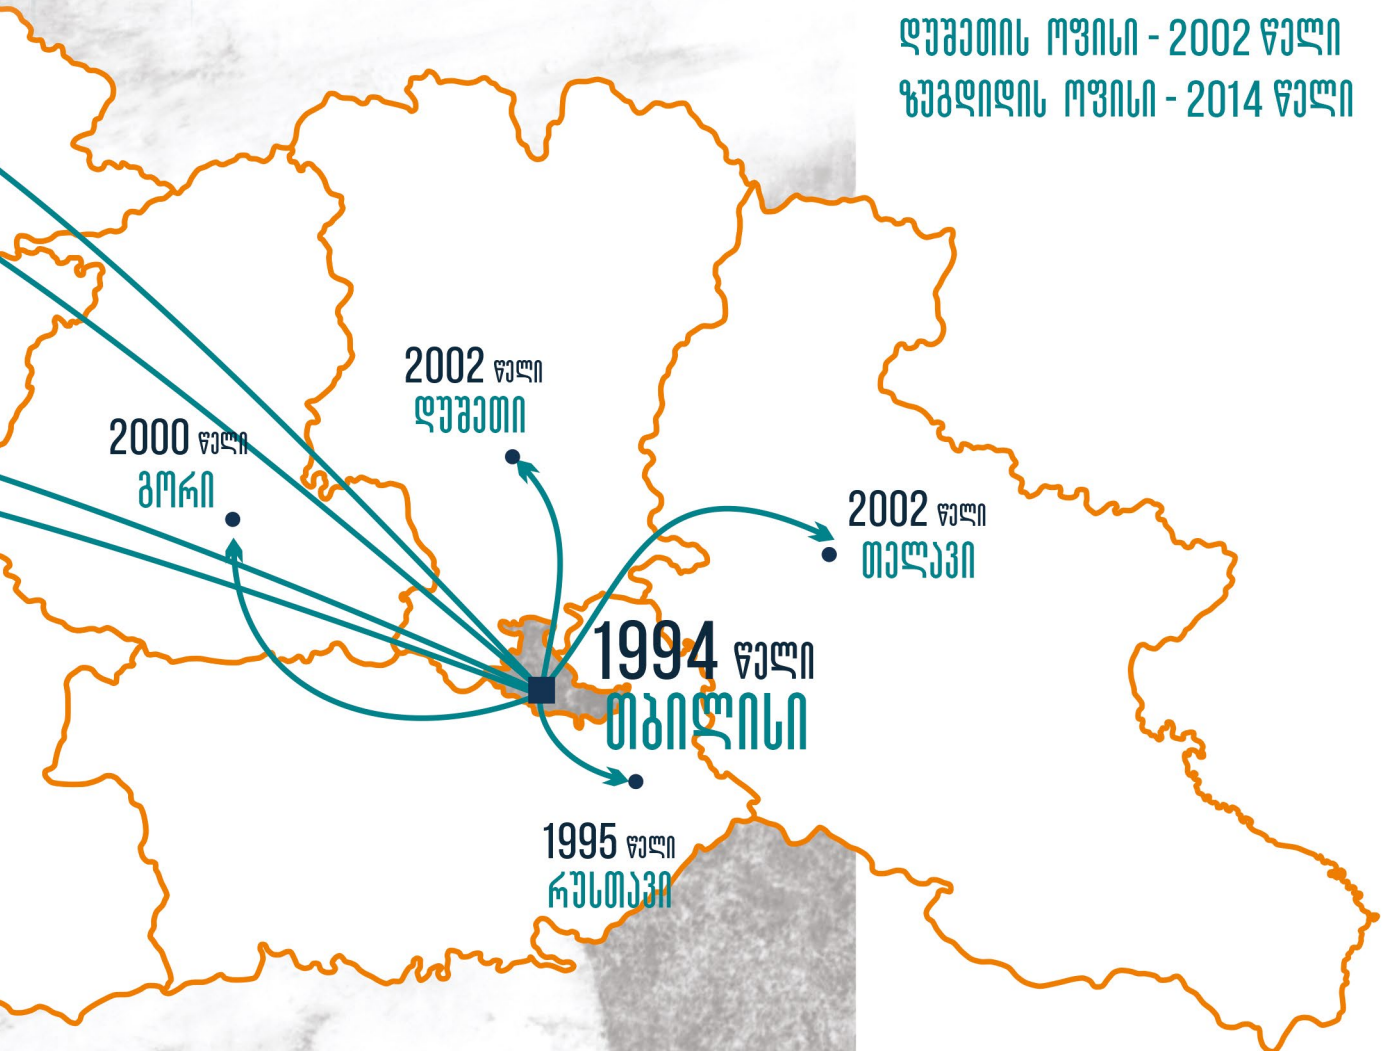 დუშეთის ოფისი - 2002 წელი
ზუგდიდის ოფისი - 2014 წელი
2002 წელი
დუშეთი
2000 წელი
გორი
2002 წელი
თელავი
1994 წელი
თბილისი
1995 წელი
რუსთავი